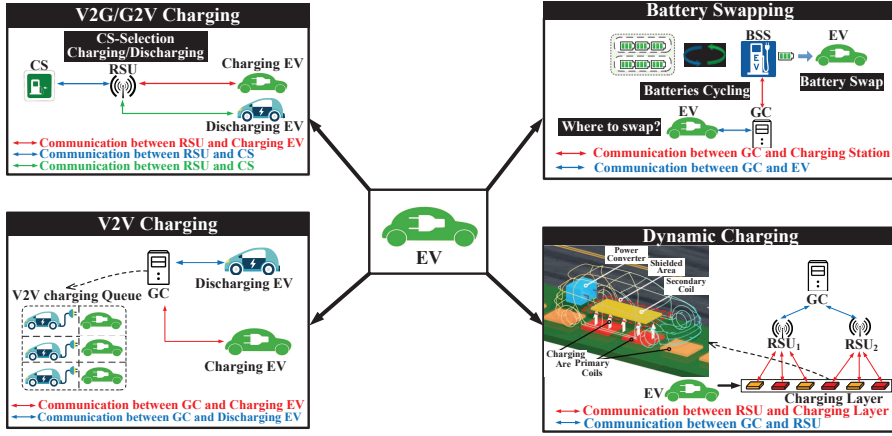 V2G/G2V Charging
CS-Selection
Charging/Discharging
CS
RSU
Charging EV
Discharging EV
Communication between RSU and Charging EV
Communication between RSU and CS
Communication between RSU and CS
Battery Swapping
BSS
EV
EV
Battery Swap
Batteries Cycling
GC
EV
Where to swap?
Communication between GC and Charging Station
Communication between GC and EV
EV
V2V Charging
GC
Discharging EV
V2V charging Queue
Charging EV
Communication between GC and Charging EV
Communication between GC and Discharging EV
Dynamic Charging
Power
Converter
Shielded
Area
Secondary
Coil
GC
RSU1
RSU2
Charging
Are
Primary
Coils
EV
Charging Layer
Communication between RSU and Charging Layer
Communication between GC and RSU